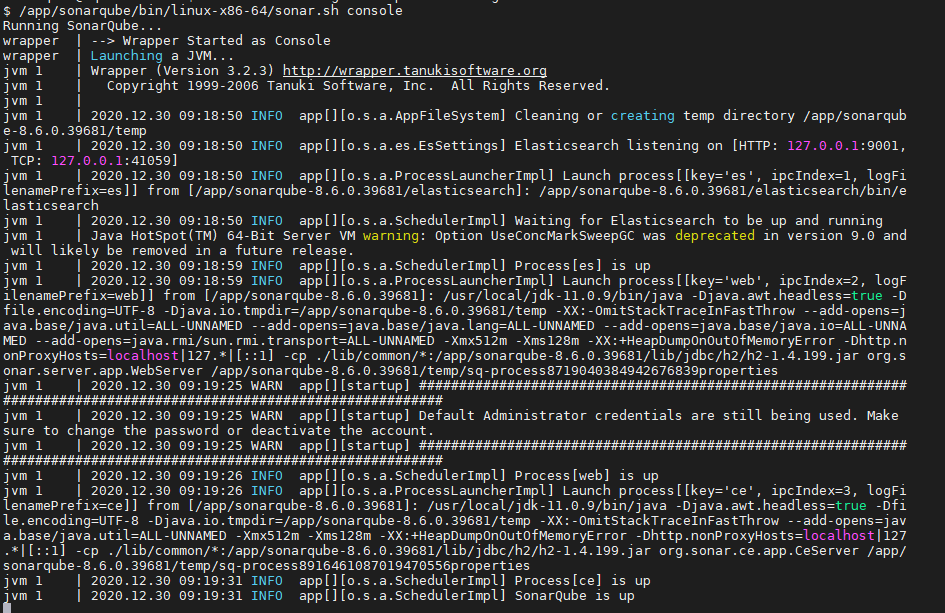 $ /app/sonarqube/bin/linux-x86-64/sonar.sh console
Running SonarQube...
wrapper  | --> Wrapper Started as Console
wrapper  | Launching a JVM...
jvm 1    | Wrapper (Version 3.2.3) http://wrapper.tanukisoftware.org
jvm 1    |   Copyright 1999-2006 Tanuki Software, Inc.  All Rights Reserved.
jvm 1    |
jvm 1    | 2020.12.30 09:18:50 INFO  app[][o.s.a.AppFileSystem] Cleaning or creating temp directory /app/sonarqub
e-8.6.0.39681/temp
jvm 1    | 2020.12.30 09:18:50 INFO  app[][o.s.a.es.EsSettings] Elasticsearch listening on [HTTP: 127.0.0.1:9001,
 TCP: 127.0.0.1:41059]
jvm 1    | 2020.12.30 09:18:50 INFO  app[][o.s.a.ProcessLauncherImpl] Launch process[[key='es', ipcIndex=1, logFi
lenamePrefix=es]] from [/app/sonarqube-8.6.0.39681/elasticsearch]: /app/sonarqube-8.6.0.39681/elasticsearch/bin/e
lasticsearch
jvm 1    | 2020.12.30 09:18:50 INFO  app[][o.s.a.SchedulerImpl] Waiting for Elasticsearch to be up and running
jvm 1    | Java HotSpot(TM) 64-Bit Server VM warning: Option UseConcMarkSweepGC was deprecated in version 9.0 and
 will likely be removed in a future release.
jvm 1    | 2020.12.30 09:18:59 INFO  app[][o.s.a.SchedulerImpl] Process[es] is up
jvm 1    | 2020.12.30 09:18:59 INFO  app[][o.s.a.ProcessLauncherImpl] Launch process[[key='web', ipcIndex=2, logF
ilenamePrefix=web]] from [/app/sonarqube-8.6.0.39681]: /usr/local/jdk-11.0.9/bin/java -Djava.awt.headless=true -D
file.encoding=UTF-8 -Djava.io.tmpdir=/app/sonarqube-8.6.0.39681/temp -XX:-OmitStackTraceInFastThrow --add-opens=j
ava.base/java.util=ALL-UNNAMED --add-opens=java.base/java.lang=ALL-UNNAMED --add-opens=java.base/java.io=ALL-UNNA
MED --add-opens=java.rmi/sun.rmi.transport=ALL-UNNAMED -Xmx512m -Xms128m -XX:+HeapDumpOnOutOfMemoryError -Dhttp.n
onProxyHosts=localhost|127.*|[::1] -cp ./lib/common/*:/app/sonarqube-8.6.0.39681/lib/jdbc/h2/h2-1.4.199.jar org.s
onar.server.app.WebServer /app/sonarqube-8.6.0.39681/temp/sq-process8719040384942676839properties
jvm 1    | 2020.12.30 09:19:25 WARN  app[][startup] #############################################################
#######################################################
jvm 1    | 2020.12.30 09:19:25 WARN  app[][startup] Default Administrator credentials are still being used. Make
sure to change the password or deactivate the account.
jvm 1    | 2020.12.30 09:19:25 WARN  app[][startup] #############################################################
#######################################################
jvm 1    | 2020.12.30 09:19:26 INFO  app[][o.s.a.SchedulerImpl] Process[web] is up
jvm 1    | 2020.12.30 09:19:26 INFO  app[][o.s.a.ProcessLauncherImpl] Launch process[[key='ce', ipcIndex=3, logFi
lenamePrefix=ce]] from [/app/sonarqube-8.6.0.39681]: /usr/local/jdk-11.0.9/bin/java -Djava.awt.headless=true -Dfi
le.encoding=UTF-8 -Djava.io.tmpdir=/app/sonarqube-8.6.0.39681/temp -XX:-OmitStackTraceInFastThrow --add-opens=jav
a.base/java.util=ALL-UNNAMED -Xmx512m -Xms128m -XX:+HeapDumpOnOutOfMemoryError -Dhttp.nonProxyHosts=localhost|127
.*|[::1] -cp ./lib/common/*:/app/sonarqube-8.6.0.39681/lib/jdbc/h2/h2-1.4.199.jar org.sonar.ce.app.CeServer /app/
sonarqube-8.6.0.39681/temp/sq-process8916461087019470556properties
jvm 1    | 2020.12.30 09:19:31 INFO  app[][o.s.a.SchedulerImpl] Process[ce] is up
jvm 1    | 2020.12.30 09:19:31 INFO  app[][o.s.a.SchedulerImpl] SonarQube is up